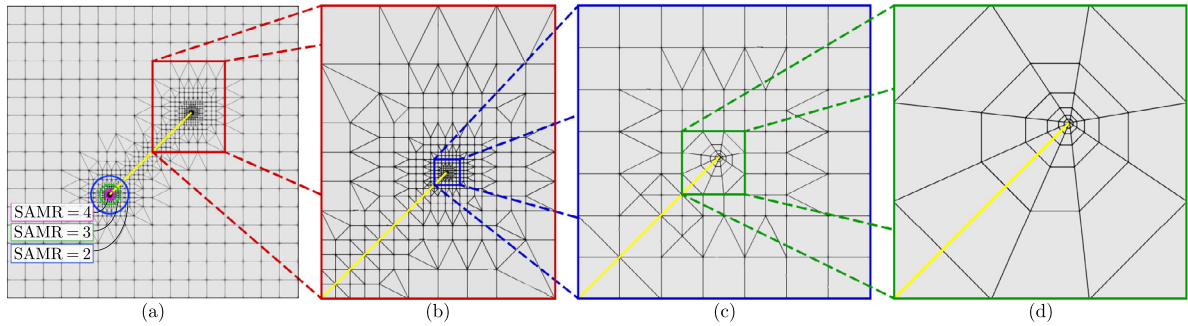 SAMR = 4
SAMR = 3
SAMR = 2
(a)
(b)
(c)
(d)